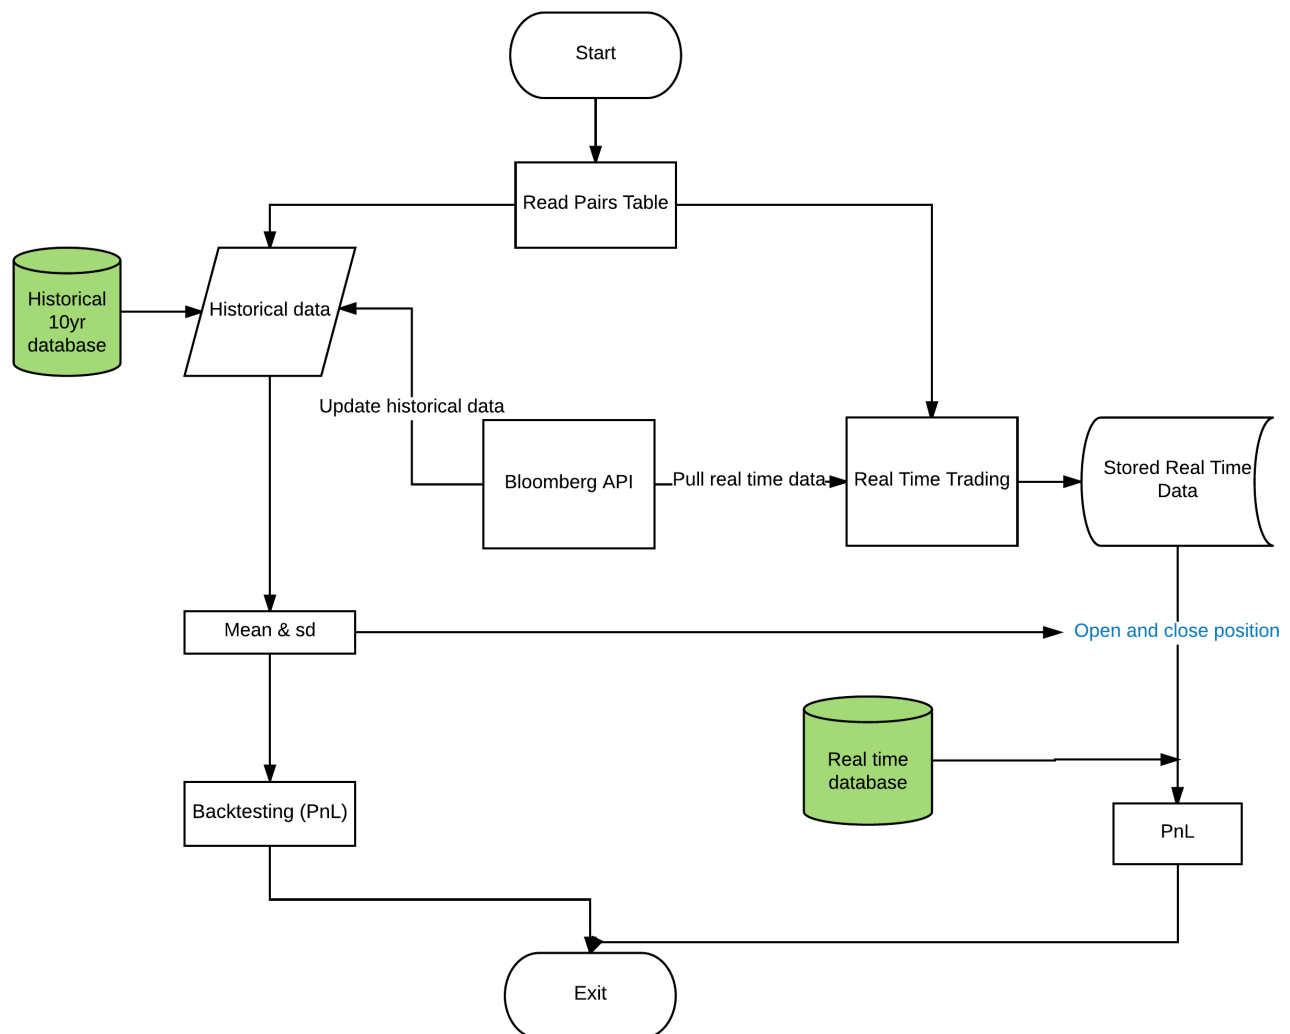 Start
Read Pairs Table
Historical
10yr
database
Historical data
Update historical data
Bloomberg API
Pull real time data
Real Time Trading
Stored Real Time
Data
Mean & sd
Open and close position
Real time
database
Backtesting (PnL)
PnL
Exit